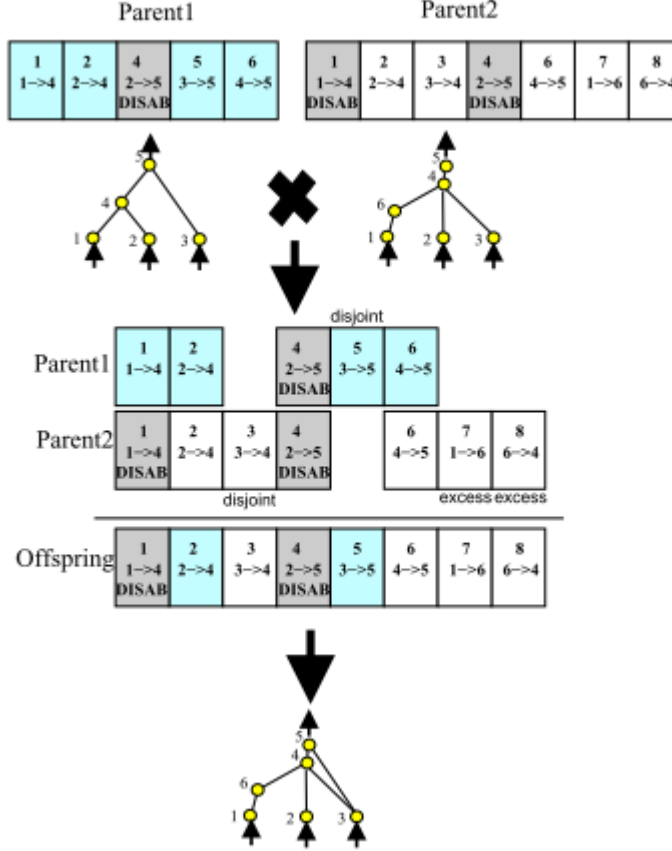 Parent1 Parent2
1 2 4 5 6 1 2 3 4 6 7 8
1->4 2->4 2->5 3->5 4->5 1->4 2->4 3->4 2->5 4->5 1->6 6->4
DISAB DISAB DISAB
5 5
4 4
6
1 2 3 1 2 3
disjoint
1 2 4 5 6
Parent1 1->4 2->4 2->5 3->5 4->5
DISAB
1 2 3 4 6 7 8
Parent2 1->4 2->4 3->4 2->5 4->5 1->6 6->4
DISAB DISAB
disjoint excess excess
1 2 3 4 5 6 7 8
Offspring 1->4 2->4 3->4 2->5 3->5 4->5 1->6 6->4
DISAB DISAB
5
4
6
1 2 3